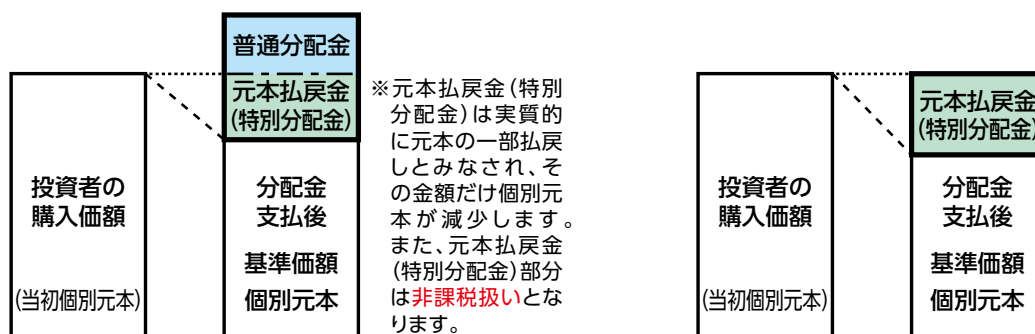 普通分配金
元本払戻金
(特別分配金)
投資者の
購入価額
(当初個別元本)
分配金
支払後
基準価額
個別元本
※元本払戻金(特別
分配金)は実質的
に元本の一部払戻
しとみなされ、そ
の金額だけ個別元
本が減少します。
また、元本払戻金
(特別分配金)部分
は非課税扱いとな
ります。
投資者の
購入価額
(当初個別元本)
元本払戻金
(特別分配金)
分配金
支払後
基準価額
個別元本